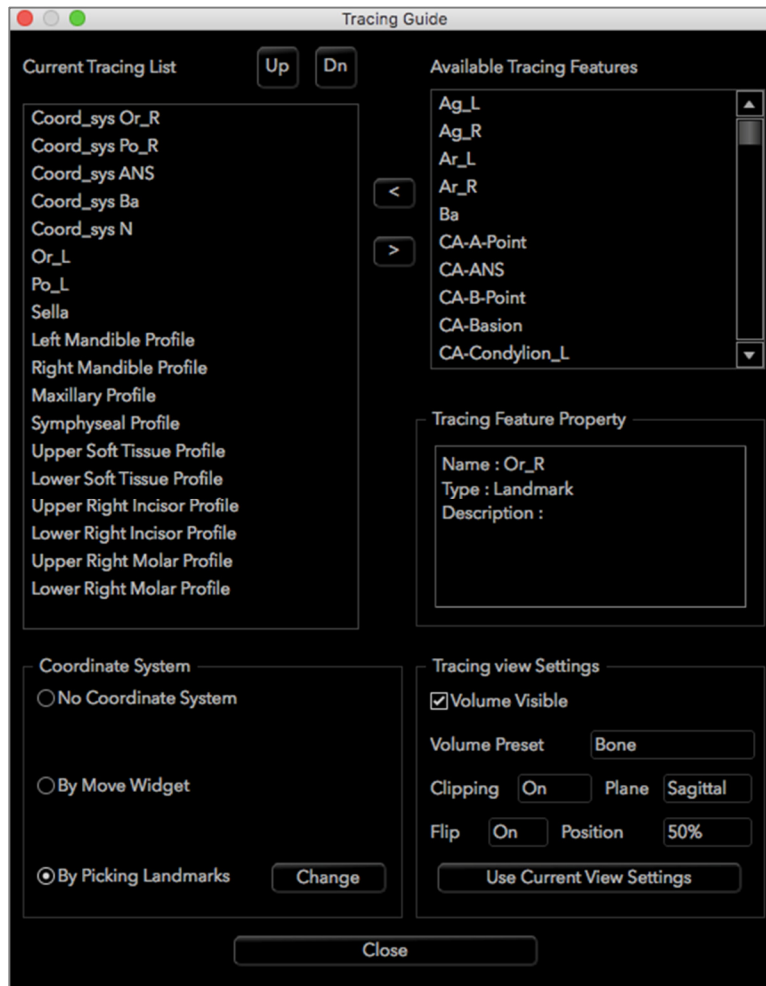 Tracing Guide
Current Tracing List
Up
Dn
Coord_sys Or_R
Coord_sys Po_R
Coord_sys ANS
Coord_sys Ba
Coord_sys N
Or_L
Po_L
Sella
Left Mandible Profile
Right Mandible Profile
Maxillary Profile
Symphyseal Profile
Upper Soft Tissue Profile
Lower Soft Tissue Profile
Upper Right Incisor Profile
Lower Right Incisor Profile
Upper Right Molar Profile
Lower Right Molar Profile
<
>
Available Tracing Features
Ag_L
Ag_R
Ar_L
Ar_R
Ba
CA-A-Point
CA-ANS
CA-B-Point
CA-Basion
CA-Condylion_L
Tracing Feature Property
Name : Or_R
Type : Landmark
Description :
Coordinate System
No Coordinate System
By Move Widget
By Picking Landmarks
Change
Tracing view Settings
Volume Visible
Volume Preset Bone
Clipping On Plane Sagittal
Flip On Position 50%
Use Current View Settings
Close